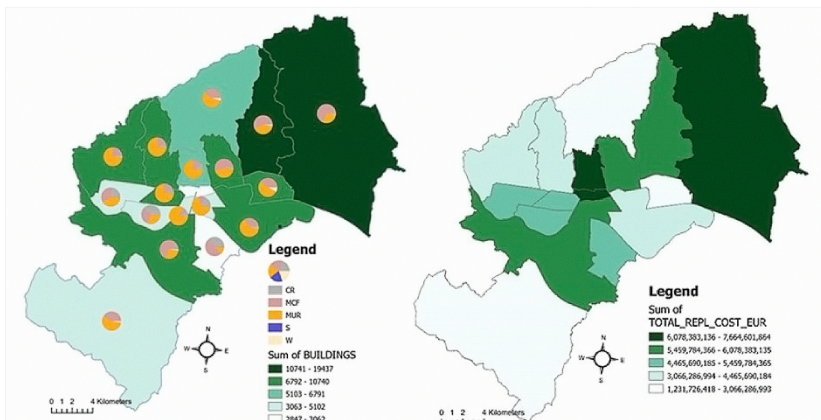 Legend
CR
MCF
MUR
S
W
Sum of BUILDINGS
10741 - 19437
6792 - 10740
5103 - 6791
3063 - 5102
2847 - 3062
N
W E
S
0 1 2 4 Kilometers
Legend
Sum of
TOTAL_REPL_COST_EUR
6,078,383,136 - 7,664,601,864
5,459,784,366 - 6,078,383,135
4,465,690,185 - 5,459,784,365
3,066,286,994 - 4,465,690,184
1,231,726,418 - 3,066,286,993
N
W E
S
0 1 2 4 Kilometers